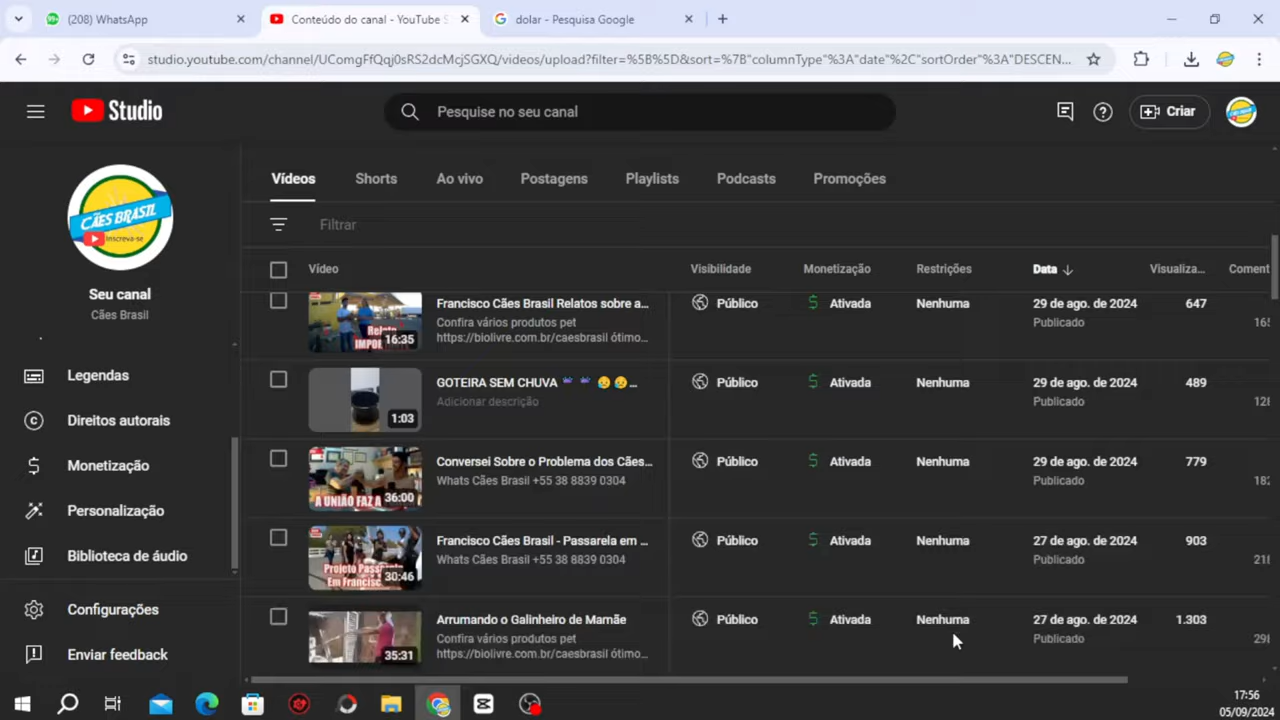 (208) WhatsApp
Conteúdo do canal - YouTube S
dolar - Pesquisa Google
studio.youtube.com/channel/UComgFfQqj0sRS2dcMcjSGXQ/videos/upload?filter=%5B%5D&sort=%7B"columnType"%3A"date"%2C"sortOrder"%3A"DESCEN...
Studio
Pesquise no seu canal
Criar
CÃES BRASIL
Inscreva-se
Seu canal
Cães Brasil
Legendas
Direitos autorais
Monetização
Personalização
Biblioteca de áudio
Configurações
Enviar feedback
Vídeos Shorts Ao vivo Postagens Playlists Podcasts Promoções
Filtrar
Vídeo Visibilidade Monetização Restrições Data Visualiza... Coment
Francisco Cães Brasil Relatos sobre a... Público Ativada Nenhuma 29 de ago. de 2024 647
Confira vários produtos pet Publicado
https://biolivre.com.br/caesbrasil ótimo...
Relato
IMPO
16:35
GOTEIRA SEM CHUVA ☔ ☔ 😥😥... Público Ativada Nenhuma 29 de ago. de 2024 489
Adicionar descrição Publicado 128
1:03
Conversei Sobre o Problema dos Cães... Público Ativada Nenhuma 29 de ago. de 2024 779
Whats Cães Brasil +55 38 8839 0304 Publicado 182
A UNIÃO FAZ A
36:00
Francisco Cães Brasil - Passarela em ... Público Ativada Nenhuma 27 de ago. de 2024 903
Whats Cães Brasil +55 38 8839 0304 Publicado
Projeto Passa
Em Francisc
30:46
Arrumando o Galinheiro de Mamãe Público Ativada Nenhuma 27 de ago. de 2024 1.303
Confira vários produtos pet Publicado
https://biolivre.com.br/caesbrasil ótimo...
35:31
17:56
05/09/2024